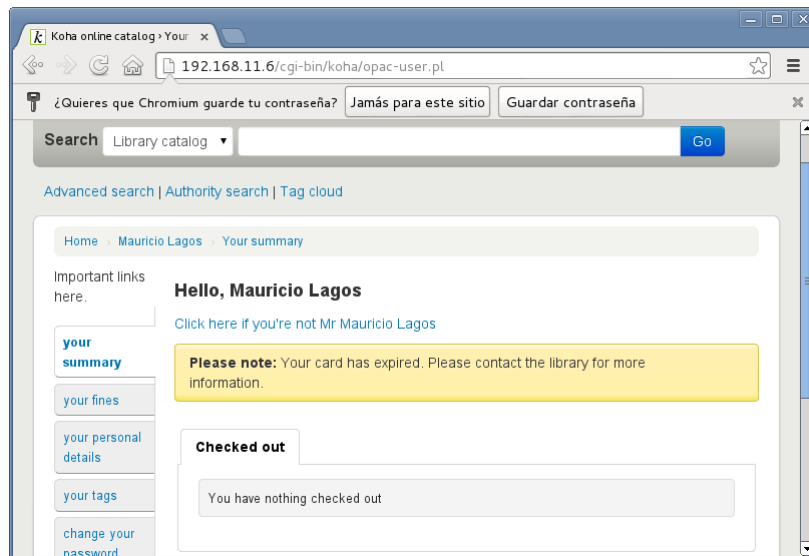 Koha online catalog › Your
192.168.11.6/cgi-bin/koha/opac-user.pl
¿Quieres que Chromium guarde tu contraseña? Jamás para este sitio Guardar contraseña
Search Library catalog Go
Advanced search | Authority search | Tag cloud
Home › Mauricio Lagos › Your summary
Important links
here.
Hello, Mauricio Lagos
Click here if you're not Mr Mauricio Lagos
your
summary
Please note: Your card has expired. Please contact the library for more
information.
your fines
your personal
details
Checked out
your tags
You have nothing checked out
change your
password